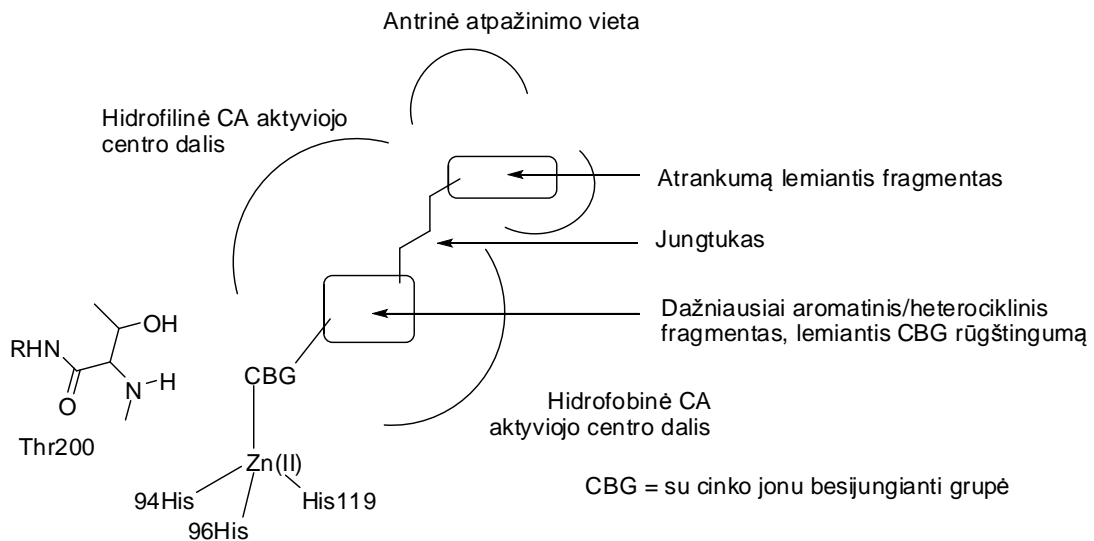 Antrinė atpažinimo vieta
Hidrofilinė CA aktyviojo
centro dalis
Atrankumą lemiantis fragmentas
Jungtukas
Dažniausiai aromatinis/heterociklinis
fragmentas, lemiantis CBG rūgštingumą
OH
RHN
N
H
O
Thr200
CBG
Hidrofobinė CA
aktyviojo centro dalis
Zn(II)
94His
His119
96His
CBG = su cinko jonu besijungianti grupė